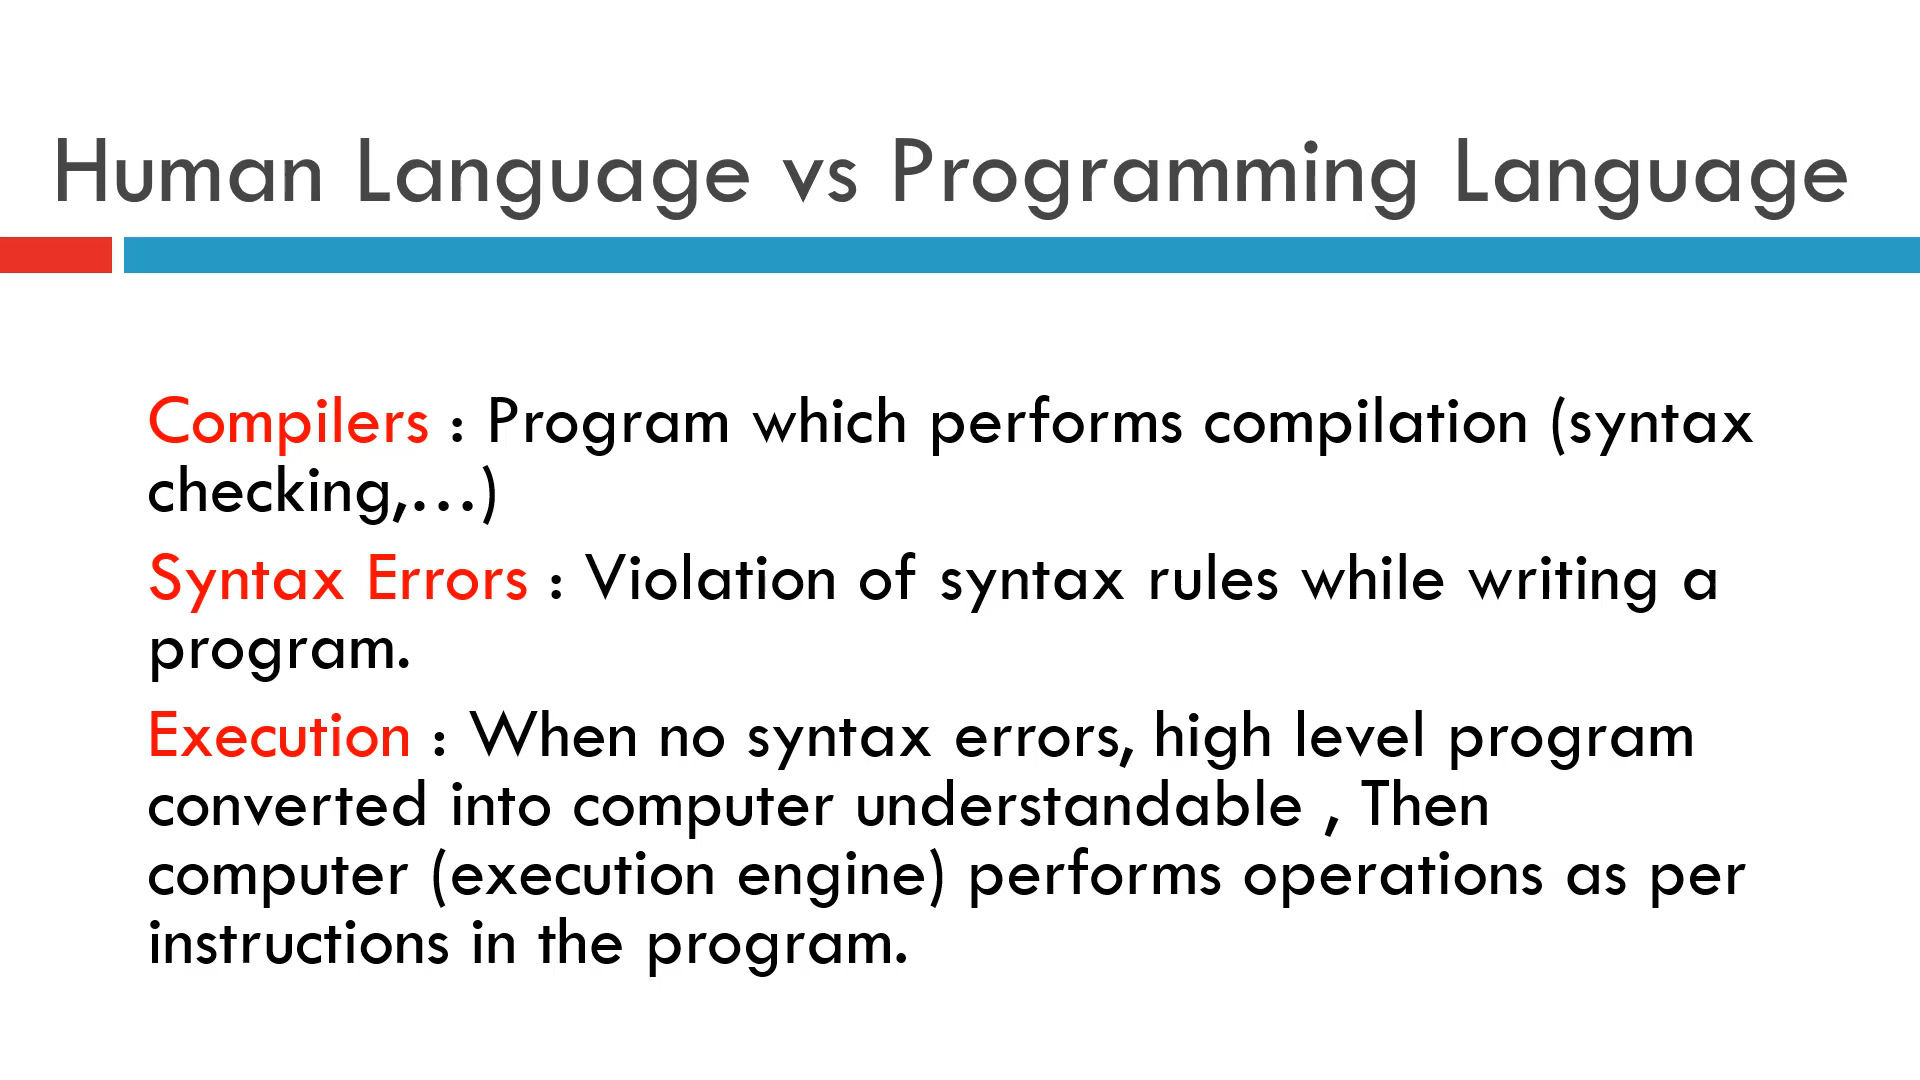 Human Language vs Programming Language
Compilers : Program which performs compilation (syntax
checking,...)
Syntax Errors : Violation of syntax rules while writing a
program.
Execution : When no syntax errors, high level program
converted into computer understandable , Then
computer (execution engine) performs operations as per
instructions in the program.